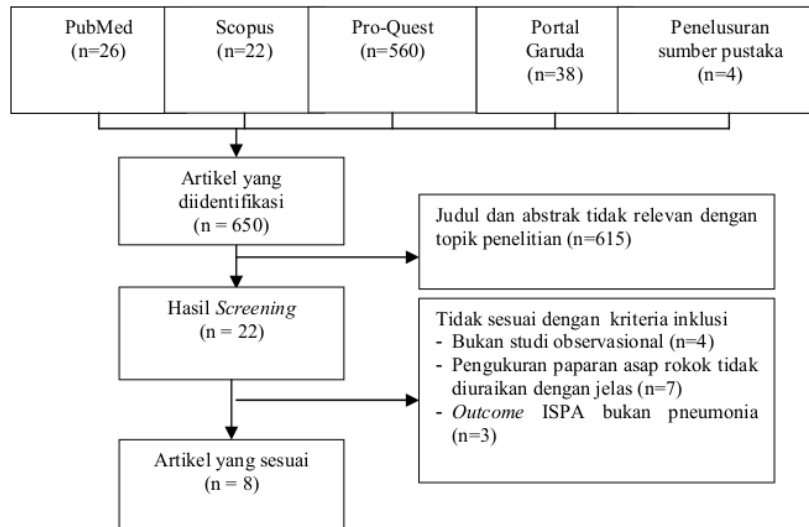 PubMed
(n=26)
Scopus
(n=22)
Pro-Quest
(n=560)
Portal
Garuda
(n=38)
Penelusuran
sumber pustaka
(n=4)
Artikel yang
diidentifikasi
(n = 650)
Judul dan abstrak tidak relevan dengan
topik penelitian (n=615)
Hasil Screening
(n = 22)
Tidak sesuai dengan kriteria inklusi
- Bukan studi observasional (n=4)
- Pengukuran paparan asap rokok tidak
diuraikan dengan jelas (n=7)
- Outcome ISPA bukan pneumonia
(n=3)
Artikel yang sesuai
(n = 8)